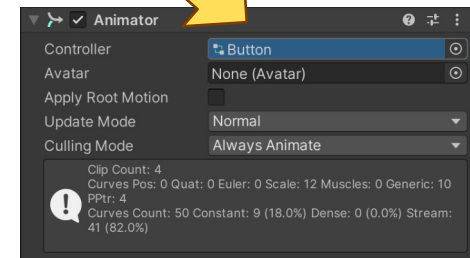 Animator
Controller Button
Avatar None (Avatar)
Apply Root Motion
Update Mode Normal
Culling Mode Always Animate
Clip Count: 4
Curves Pos: 0 Quat: 0 Euler: 0 Scale: 12 Muscles: 0 Generic: 10
PPtr: 4
Curves Count: 50 Constant: 9 (18.0%) Dense: 0 (0.0%) Stream:
41 (82.0%)